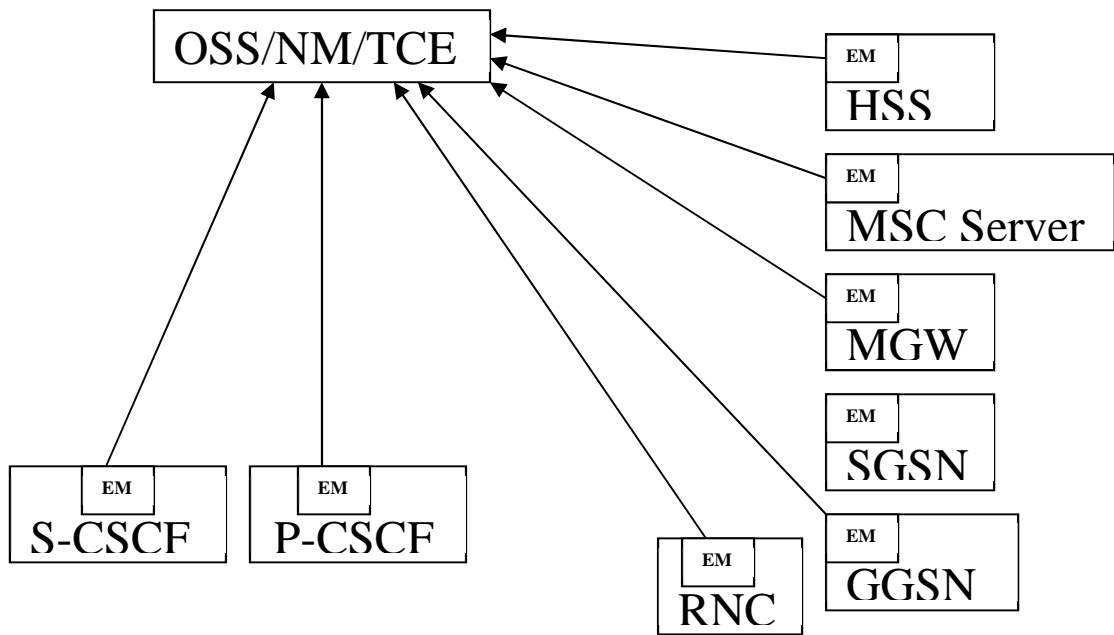 OSS/NM/TCE
EM
HSS
EM
MSC Server
EM
MGW
EM
SGSN
EM
S-CSCF
EM
P-CSCF
EM
RNC
EM
GGSN